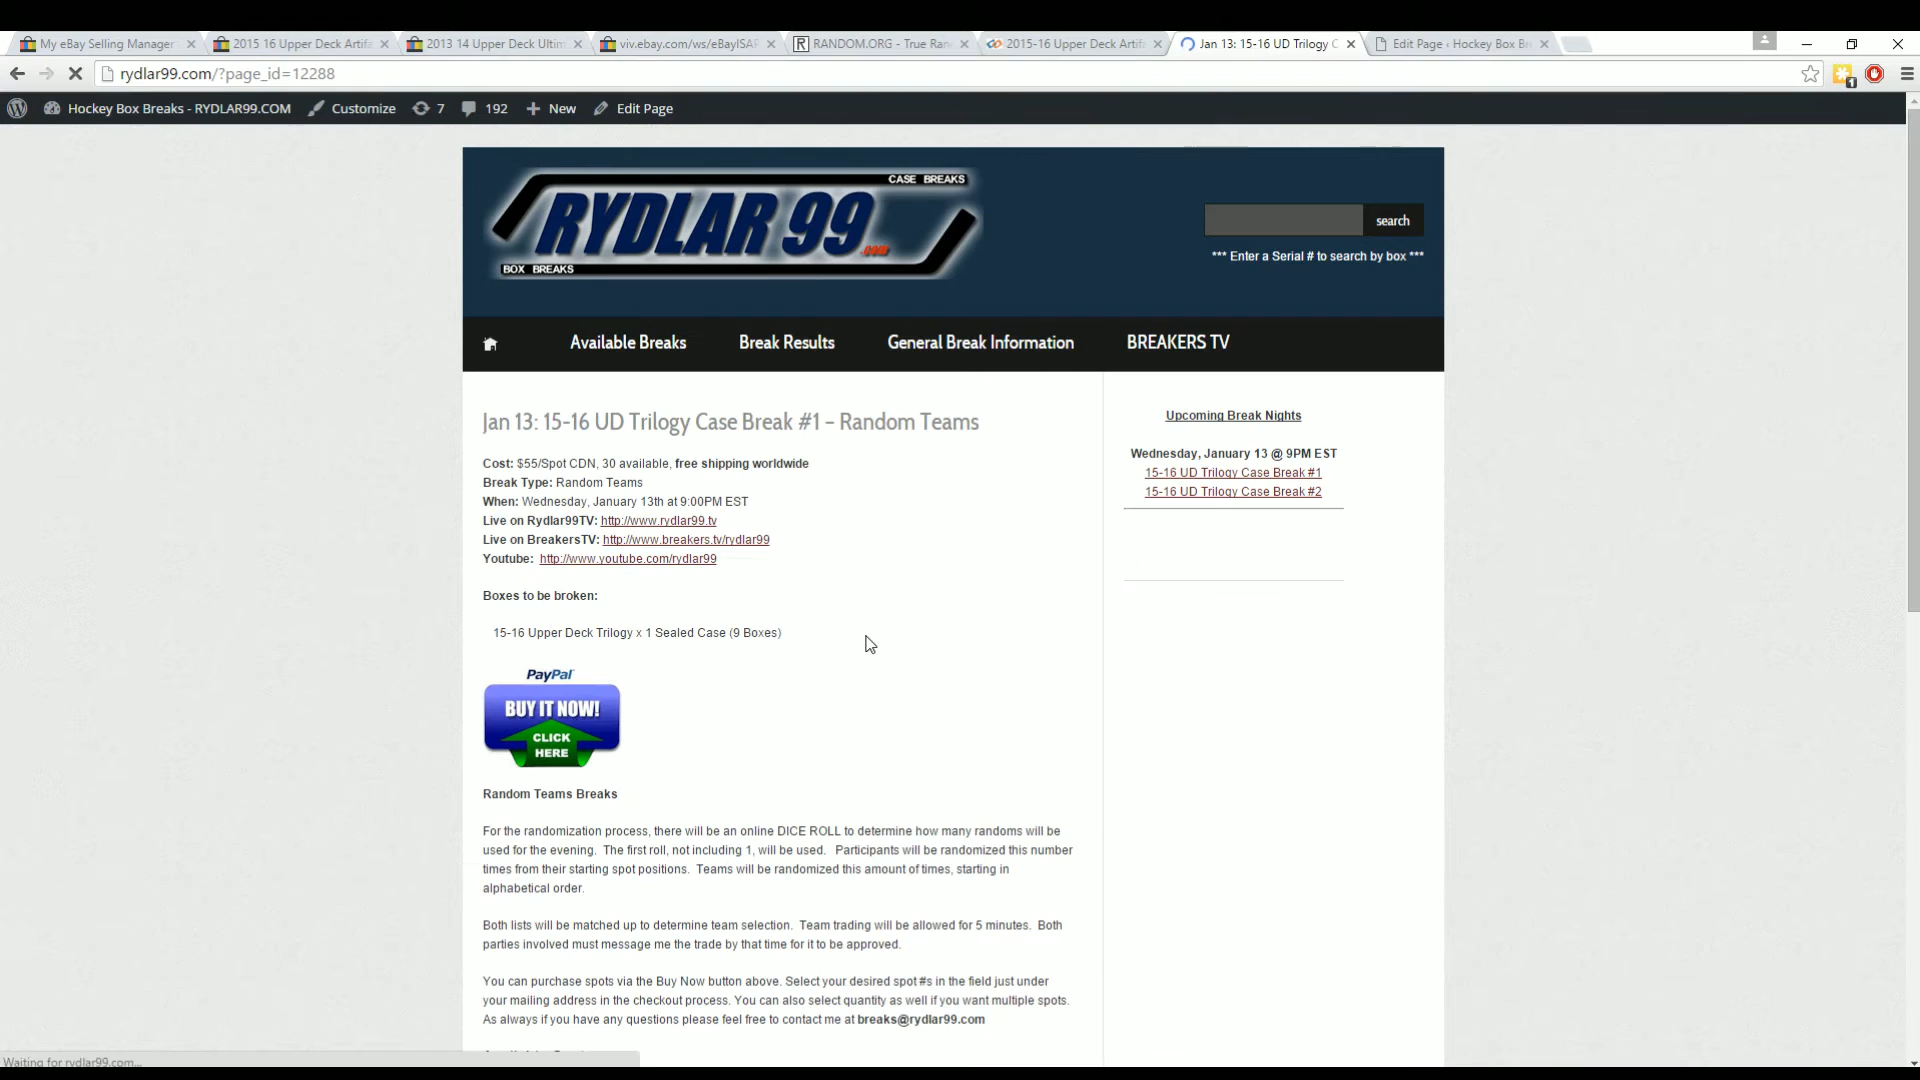 My eBay Selling Manager
2015 16 Upper Deck Artifa
2013 14 Upper Deck Ultim
viv.ebay.com/ws/eBayISAP
RANDOM.ORG - True Ran
2015-16 Upper Deck Artifa
Jan 13: 15-16 UD Trilogy C
Edit Page ‹ Hockey Box Br
rydlar99.com/?page_id=12288
1
Hockey Box Breaks - RYDLAR99.COM
Customize
7
192
New
Edit Page
CASE BREAKS
RYDLAR 99
.com
BOX BREAKS
search
*** Enter a Serial # to search by box ***
Available Breaks
Break Results
General Break Information
BREAKERS TV
Jan 13: 15-16 UD Trilogy Case Break #1 – Random Teams
Cost: $55/Spot CDN, 30 available, free shipping worldwide
Break Type: Random Teams
When: Wednesday, January 13th at 9:00PM EST
Live on Rydlar99TV: http://www.rydlar99.tv
Live on BreakersTV: http://www.breakers.tv/rydlar99
Youtube: http://www.youtube.com/rydlar99
Boxes to be broken:
15-16 Upper Deck Trilogy x 1 Sealed Case (9 Boxes)
PayPal
BUY IT NOW!
CLICK
HERE
Random Teams Breaks
For the randomization process, there will be an online DICE ROLL to determine how many randoms will be
used for the evening. The first roll, not including 1, will be used. Participants will be randomized this number
times from their starting spot positions. Teams will be randomized this amount of times, starting in
alphabetical order.
Both lists will be matched up to determine team selection. Team trading will be allowed for 5 minutes. Both
parties involved must message me the trade by that time for it to be approved.
You can purchase spots via the Buy Now button above. Select your desired spot #s in the field just under
your mailing address in the checkout process. You can also select quantity as well if you want multiple spots.
As always if you have any questions please feel free to contact me at breaks@rydlar99.com
Upcoming Break Nights
Wednesday, January 13 @ 9PM EST
15-16 UD Trilogy Case Break #1
15-16 UD Trilogy Case Break #2
Waiting for rydlar99.com...